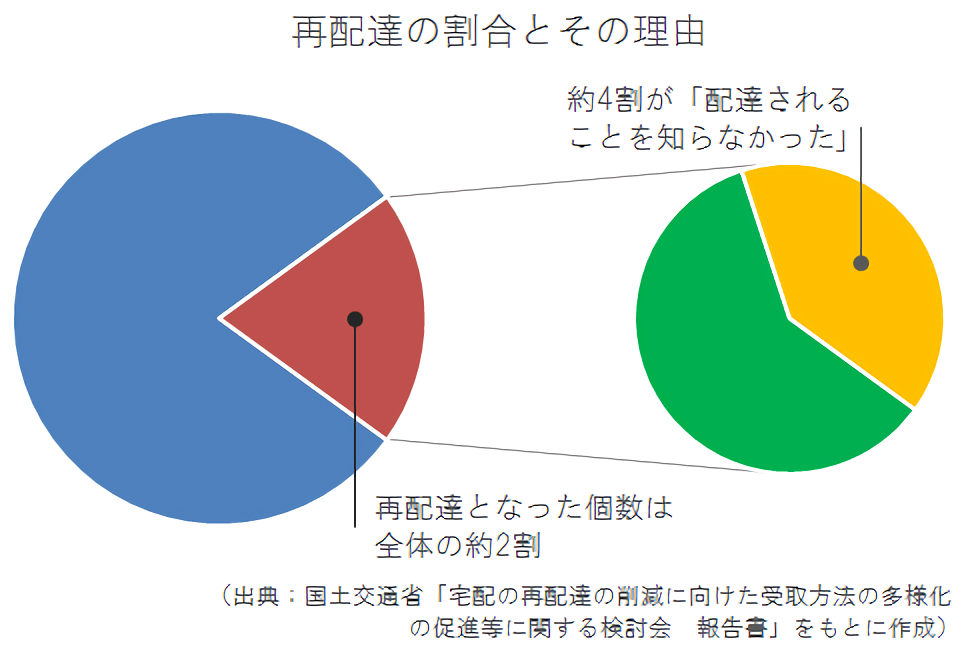 再配達の割合とその理由
約4割が「配達される
ことを知らなかった」
再配達となった個数は
全体の約2割
（出典：国土交通省「宅配の再配達の削減に向けた受取方法の多様化
の促進等に関する検討会　報告書」をもとに作成）